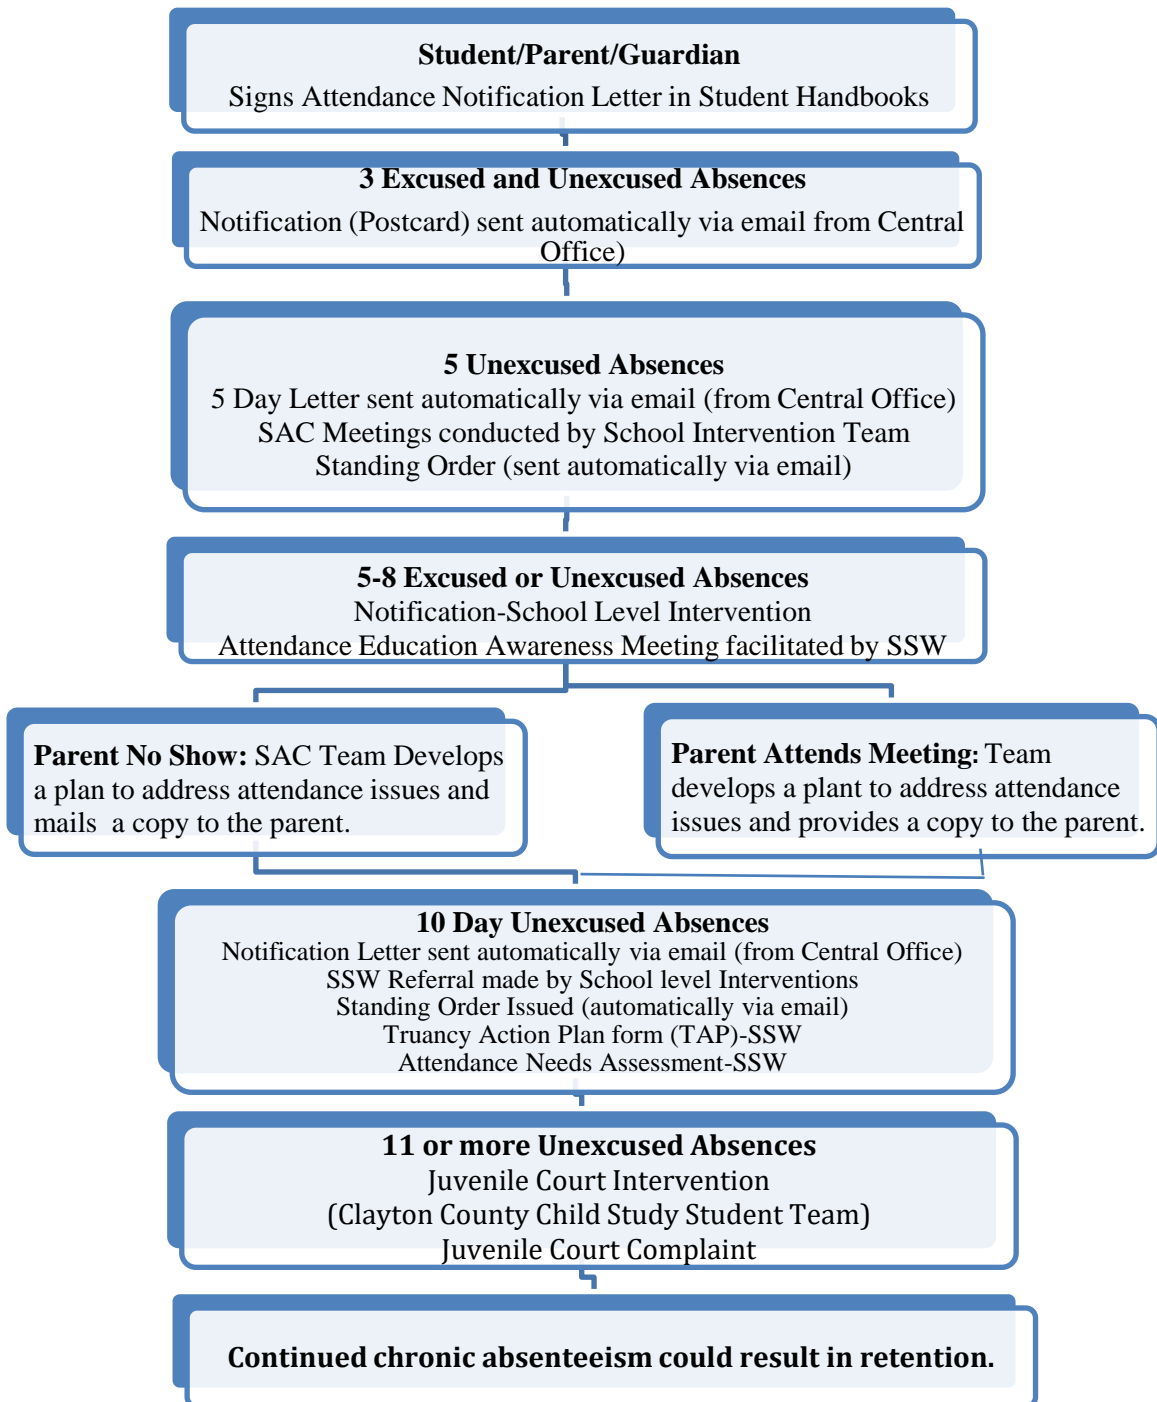 Student/Parent/Guardian
Signs Attendance Notification Letter in Student Handbooks
3 Excused and Unexcused Absences
Notification (Postcard) sent automatically via email from Central
Office)
5 Unexcused Absences
5 Day Letter sent automatically via email (from Central Office)
SAC Meetings conducted by School Intervention Team
Standing Order (sent automatically via email)
5-8 Excused or Unexcused Absences
Notification-School Level Intervention
Attendance Education Awareness Meeting facilitated by SSW
Parent No Show: SAC Team Develops
a plan to address attendance issues and
mails a copy to the parent.
Parent Attends Meeting: Team
develops a plant to address attendance
issues and provides a copy to the parent.
10 Day Unexcused Absences
Notification Letter sent automatically via email (from Central Office)
SSW Referral made by School level Interventions
Standing Order Issued (automatically via email)
Truancy Action Plan form (TAP)-SSW
Attendance Needs Assessment-SSW
11 or more Unexcused Absences
Juvenile Court Intervention
(Clayton County Child Study Student Team)
Juvenile Court Complaint
Continued chronic absenteeism could result in retention.